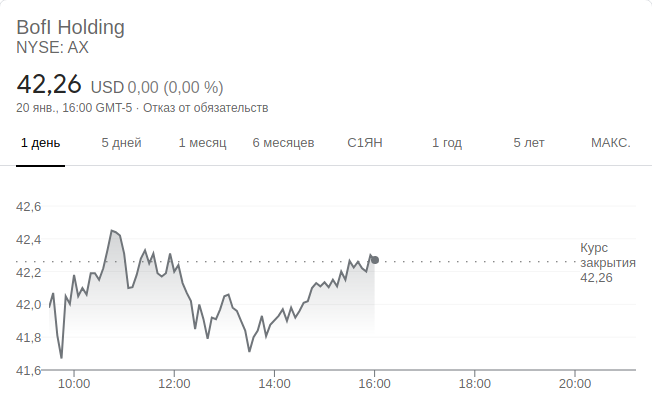 BofI Holding
NYSE: AX
42,26 USD 0,00 (0,00 %)
20 янв., 16:00 GMT-5 · Отказ от обязательств
1 день 5 дней 1 месяц 6 месяцев С1ЯН 1 год 5 лет МАКС.
42,6
42,4
Курс
закрытия
42,26
42,2
42,0
41,8
41,6
10:00 12:00 14:00 16:00 18:00 20:00